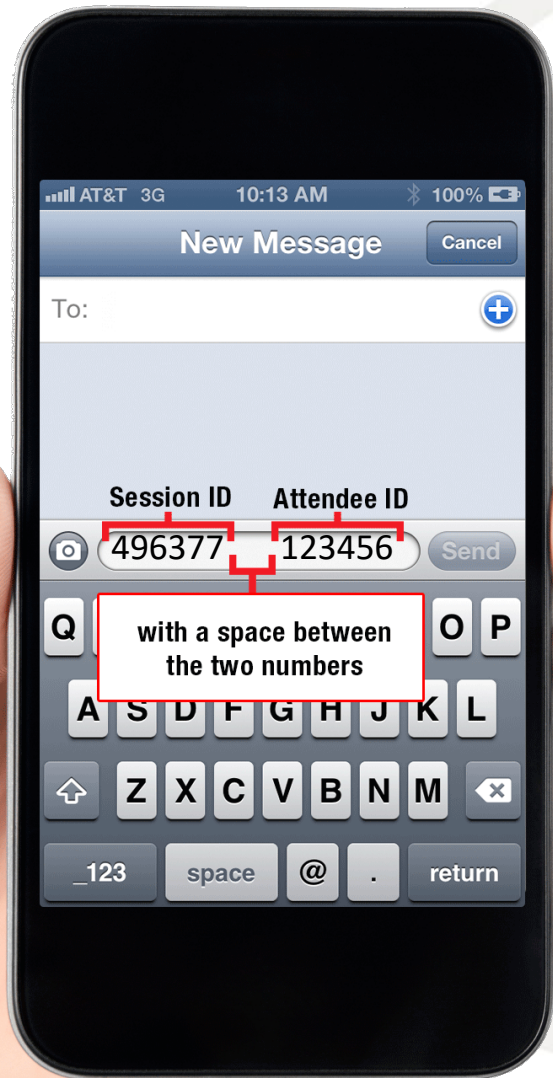 AT&T 3G 10:13 AM 100%
New Message Cancel
To:
Session ID Attendee ID
496377 123456 Send
with a space between
the two numbers
Q O P
A S D F G H J K L
Z X C V B N M
_123 space @ . return